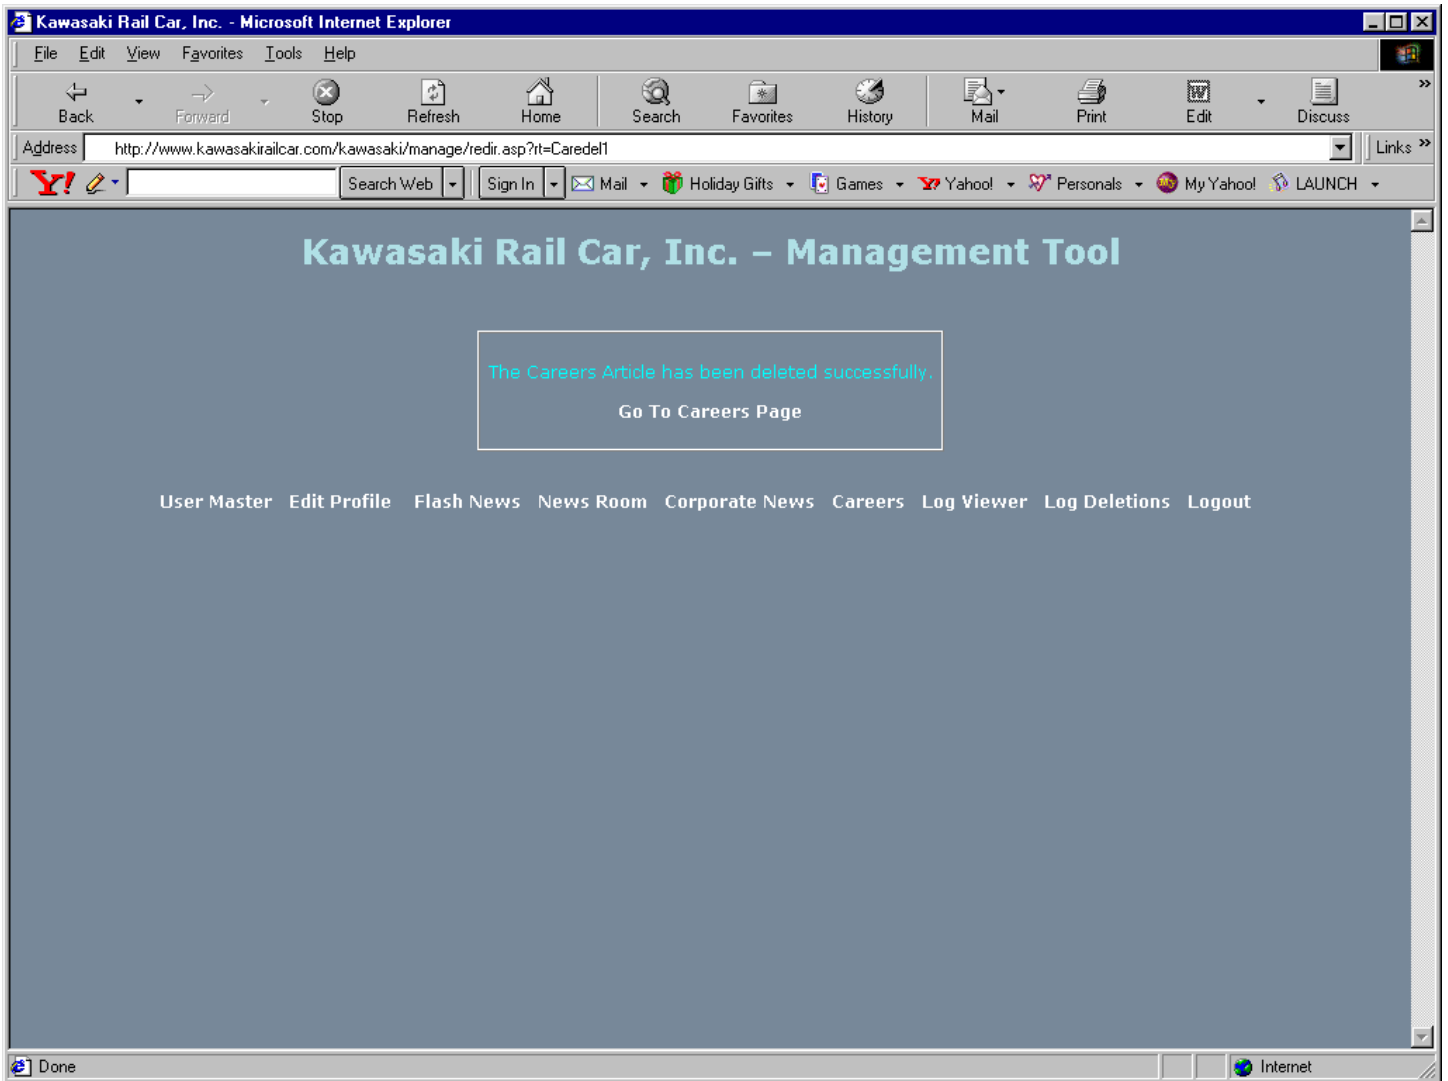 Kawasaki Rail Car, Inc. - Microsoft Internet Explorer
File Edit View Favorites Tools Help
Back Forward Stop Refresh Home Search Favorites History Mail Print Edit Discuss »
Address http://www.kawasakirailcar.com/kawasaki/manage/redir.asp?rt=Caredel1 Links »
Y! Search Web Sign In Mail Holiday Gifts Games Y? Yahoo! Personals My Yahoo! LAUNCH
Kawasaki Rail Car, Inc. – Management Tool
The Careers Article has been deleted successfully.
Go To Careers Page
User Master Edit Profile Flash News News Room Corporate News Careers Log Viewer Log Deletions Logout
Done Internet